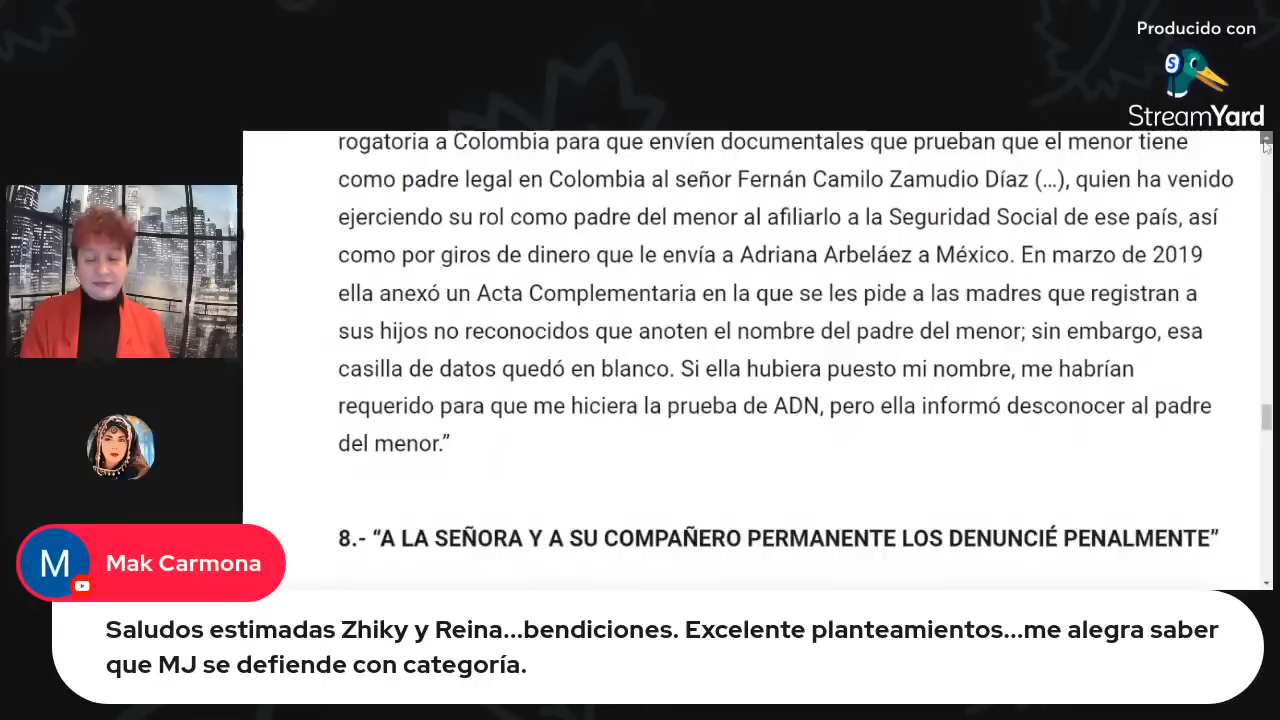 Producido con
StreamYard
rogatoria a Colombia para que envíen documentales que prueban que el menor tiene
como padre legal en Colombia al señor Fernán Camilo Zamudio Díaz (...), quien ha venido
ejerciendo su rol como padre del menor al afiliarlo a la Seguridad Social de ese país, así
como por giros de dinero que le envía a Adriana Arbeláez a México. En marzo de 2019
ella anexó un Acta Complementaria en la que se les pide a las madres que registran a
sus hijos no reconocidos que anoten el nombre del padre del menor; sin embargo, esa
casilla de datos quedó en blanco. Si ella hubiera puesto mi nombre, me habrían
requerido para que me hiciera la prueba de ADN, pero ella informó desconocer al padre
del menor.”
8.- “A LA SEÑORA Y A SU COMPAÑERO PERMANENTE LOS DENUNCIÉ PENALMENTE”
M
Mak Carmona
Saludos estimadas Zhiky y Reina...bendiciones. Excelente planteamientos...me alegra saber
que MJ se defiende con categoría.